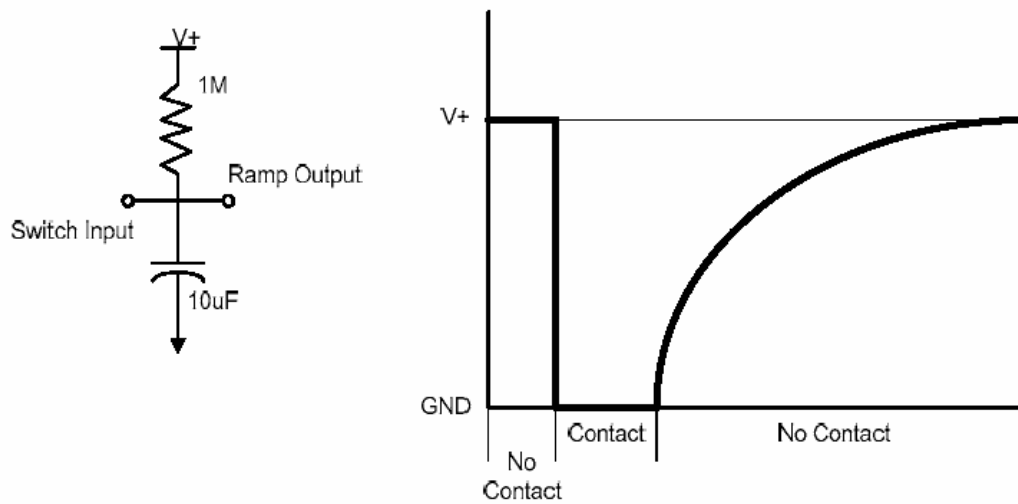 V+
1M
Ramp Output
Switch Input
10uF
V+
GND
Contact
No Contact
No
Contact